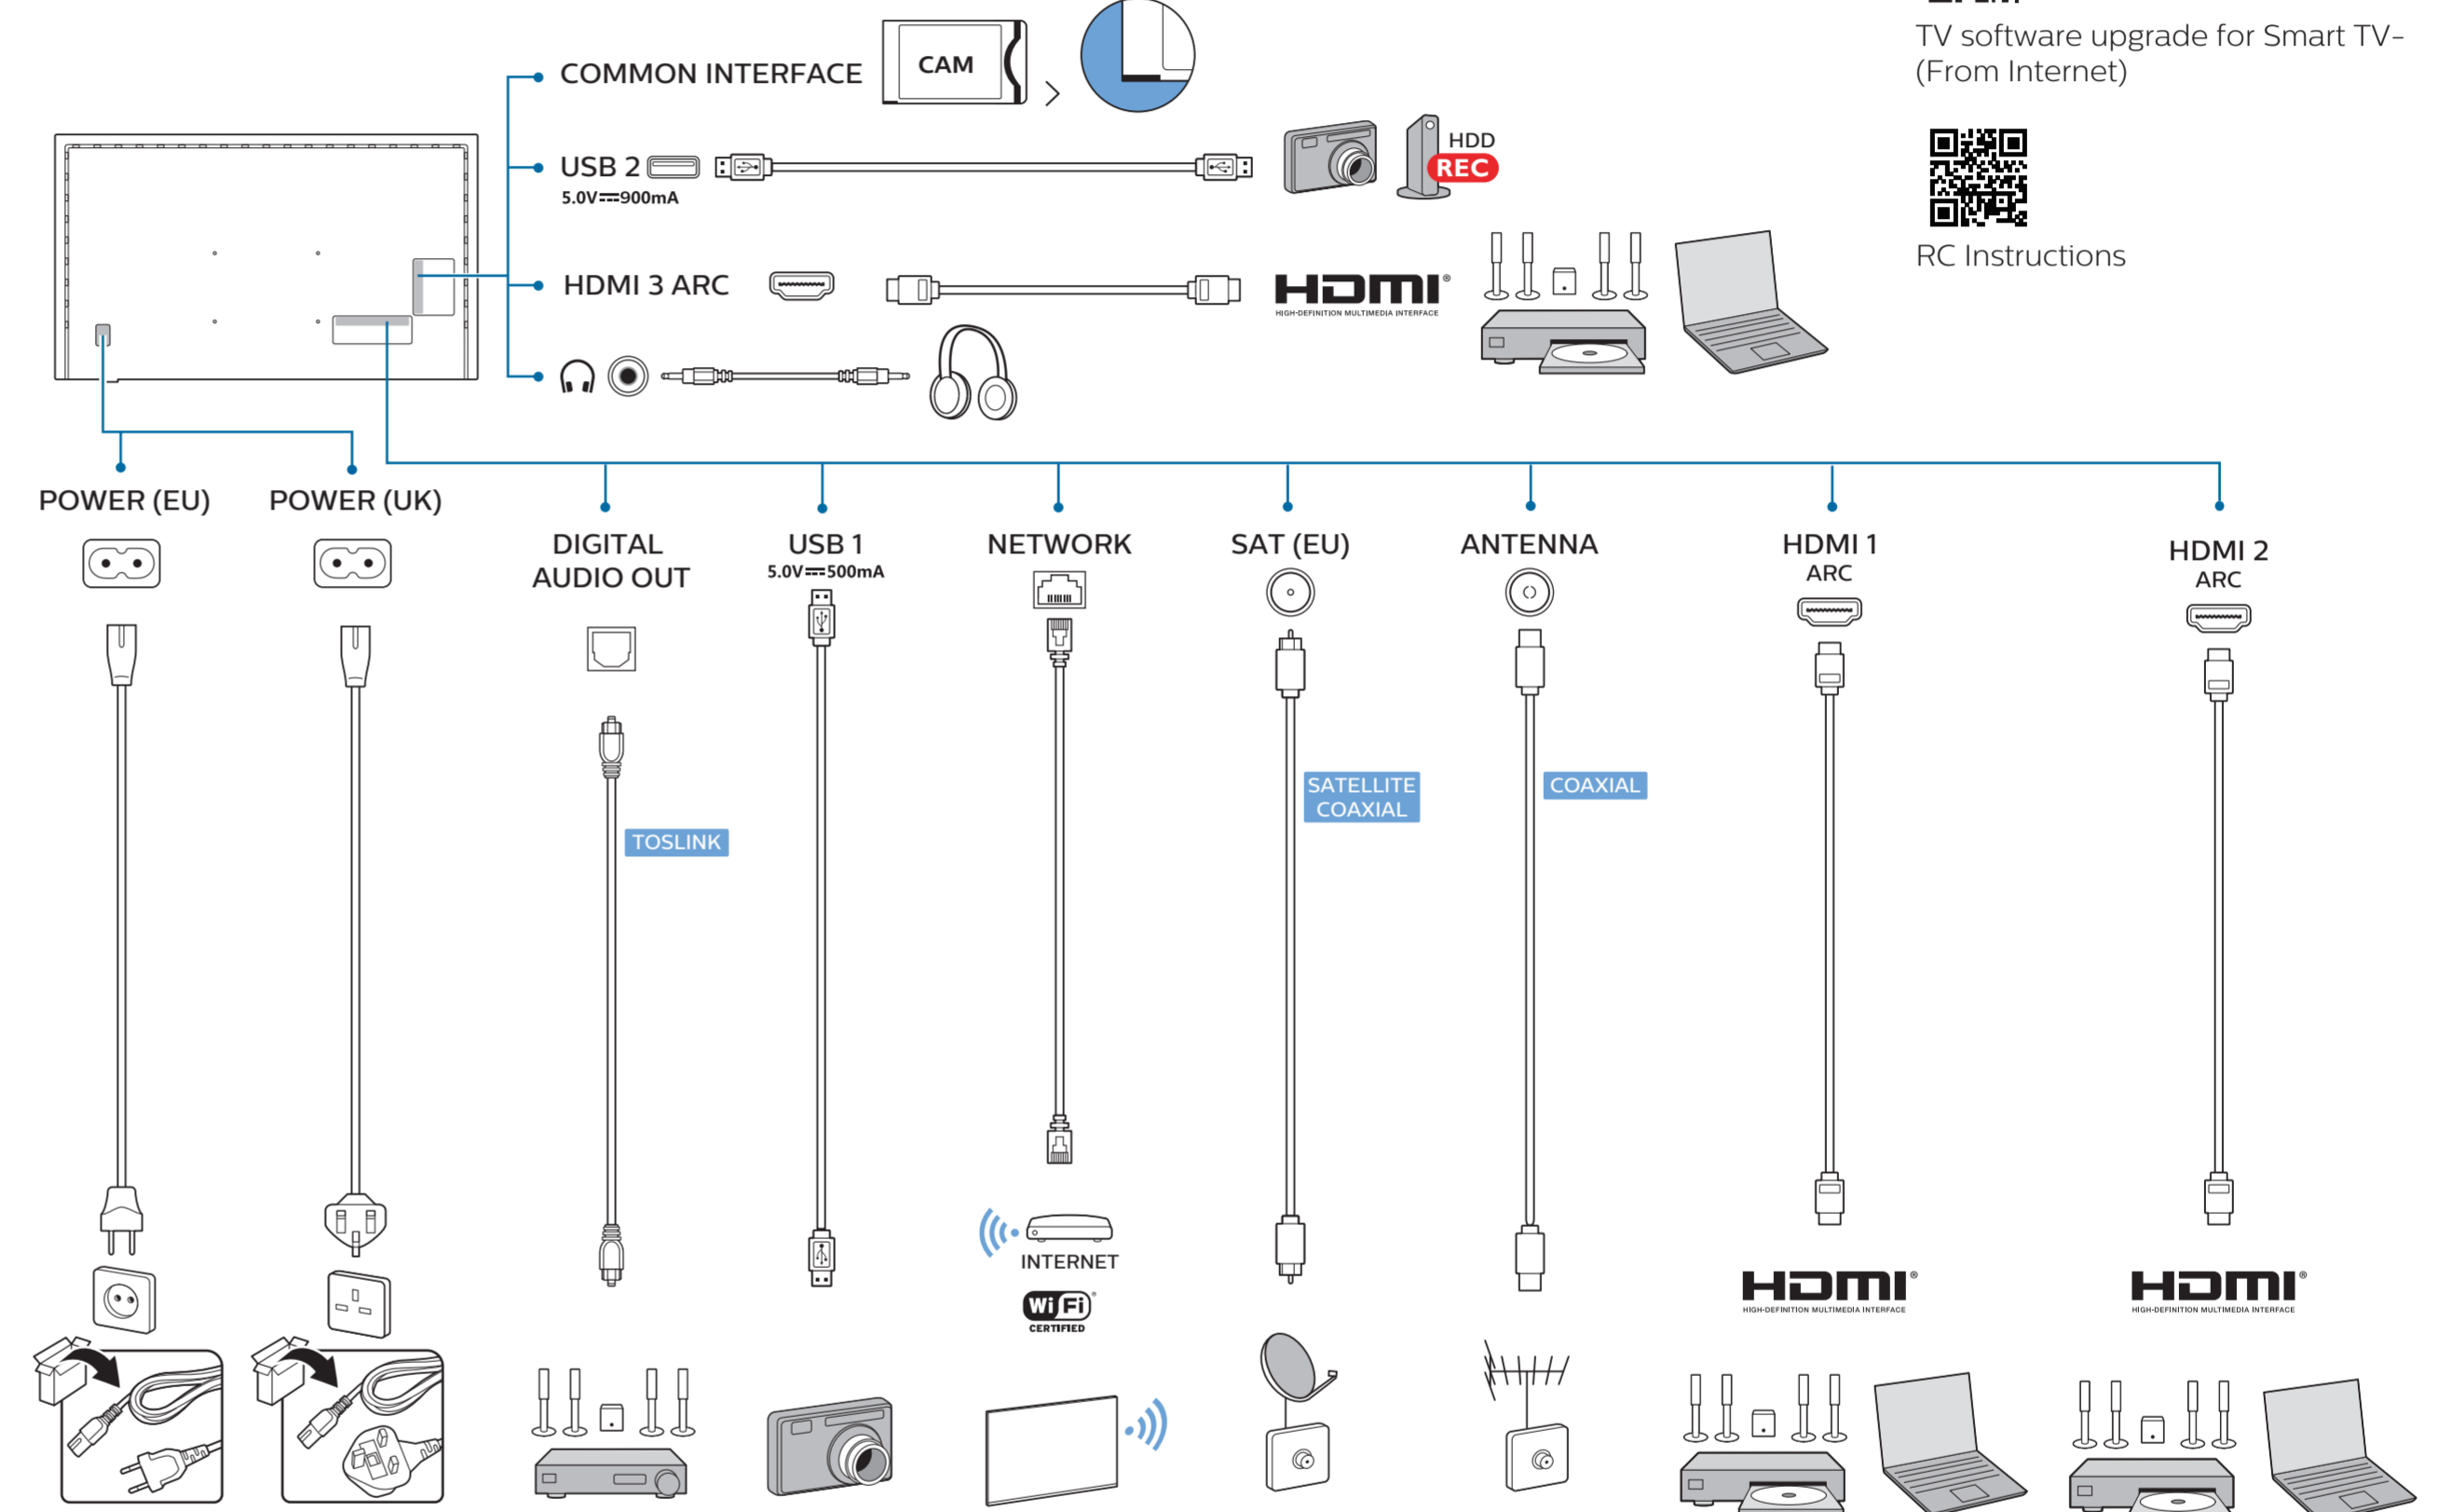 TV software upgrade for Smart TV-
(From Internet)
COMMON INTERFACE
CAM
USB 2
5.0V⎓900mA
HDD
REC
RC Instructions
HDMI 3 ARC
HDMI®
HIGH-DEFINITION MULTIMEDIA INTERFACE
POWER (EU)
POWER (UK)
DIGITAL
AUDIO OUT
USB 1
5.0V⎓500mA
NETWORK
SAT (EU)
ANTENNA
HDMI 1
ARC
HDMI 2
ARC
TOSLINK
SATELLITE
COAXIAL
COAXIAL
INTERNET
Wi Fi®
CERTIFIED
HDMI®
HIGH-DEFINITION MULTIMEDIA INTERFACE
HDMI®
HIGH-DEFINITION MULTIMEDIA INTERFACE